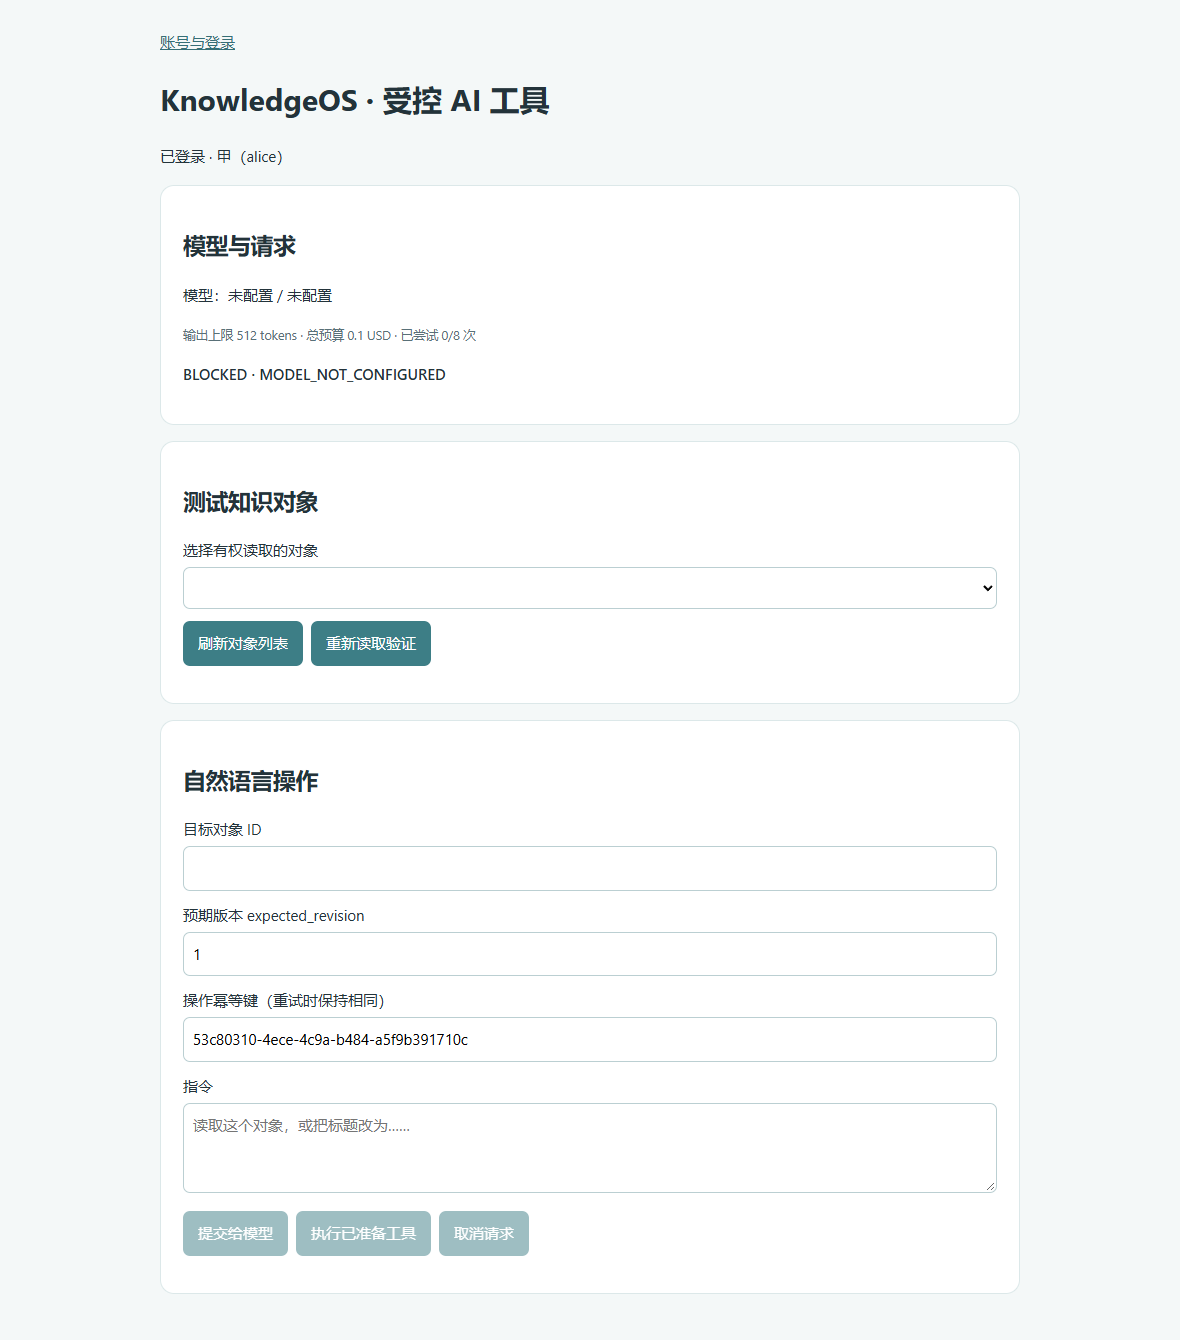 账号与登录
KnowledgeOS · 受控 AI 工具
已登录 · 甲（alice）
模型与请求
模型：未配置 / 未配置
输出上限 512 tokens · 总预算 0.1 USD · 已尝试 0/8 次
BLOCKED · MODEL_NOT_CONFIGURED
测试知识对象
选择有权读取的对象
刷新对象列表 重新读取验证
自然语言操作
目标对象 ID
预期版本 expected_revision
1
操作幂等键（重试时保持相同）
53c80310-4ece-4c9a-b484-a5f9b391710c
指令
读取这个对象，或把标题改为……
提交给模型 执行已准备工具 取消请求